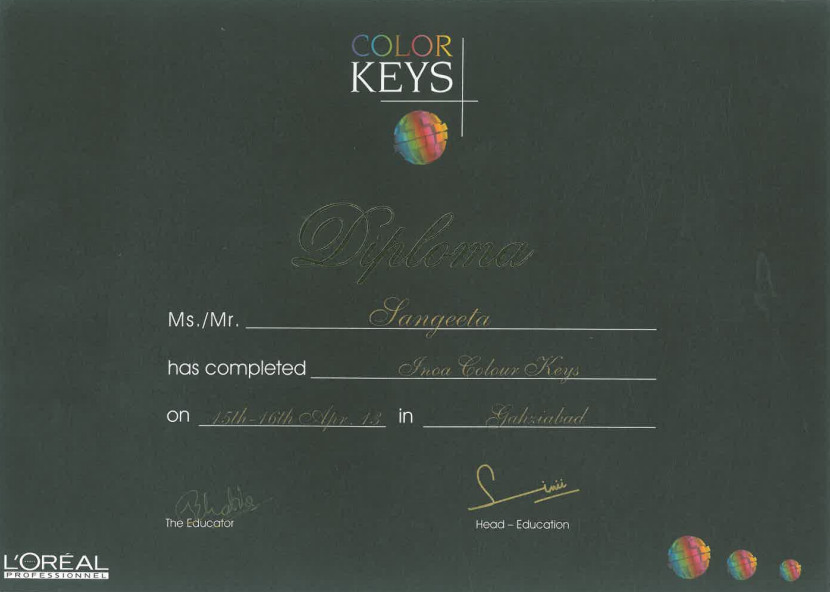 COLOR
KEYS
Diploma
Ms./Mr. Sangeeta
has completed Inoa Colour Keys
on 15th-16th Apr, 13 in Gahziabad
The Educator
Head – Education
L'ORÉAL
PROFESSIONNEL